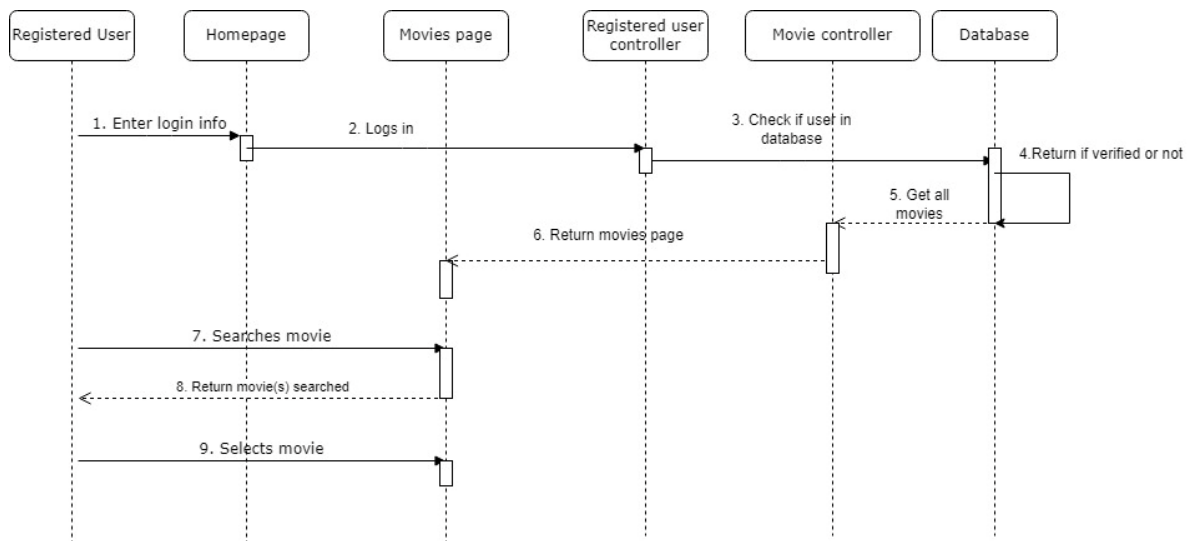 Registered User
Homepage
Movies page
Registered user
controller
Movie controller
Database
1. Enter login info
2. Logs in
3. Check if user in
database
4.Return if verified or not
5. Get all
movies
6. Return movies page
7. Searches movie
8. Return movie(s) searched
9. Selects movie